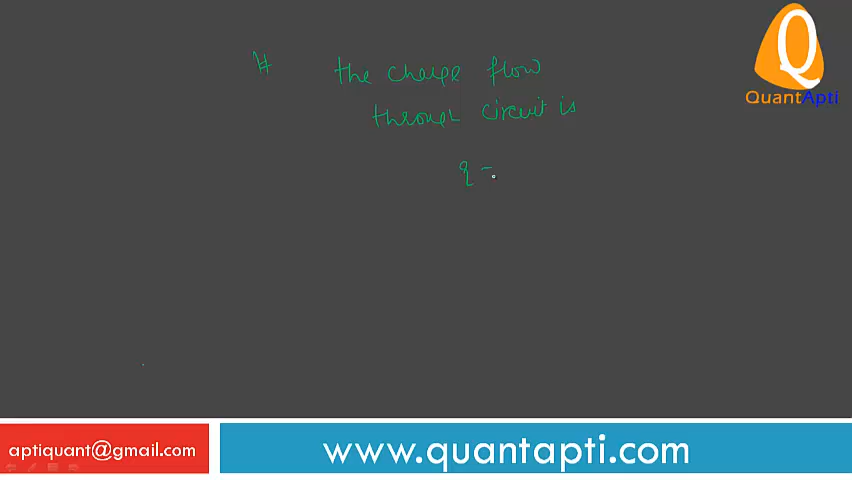 # the charge flow
through circuit is
q =
Q
QuantApti
aptiquant@gmail.com
www.quantapti.com